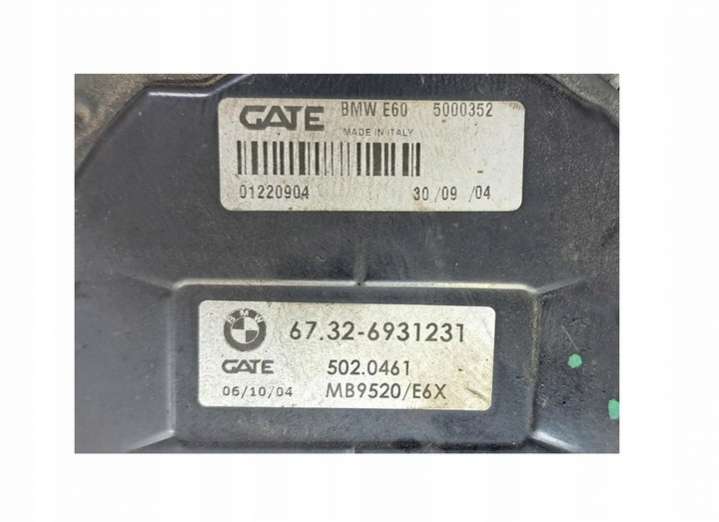 GATE BMW E60 5000352
MADE IN ITALY
01220904 30/09/04
BMW 67.32-6931231
GATE 502.0461
06/10/04 MB9520/E6X